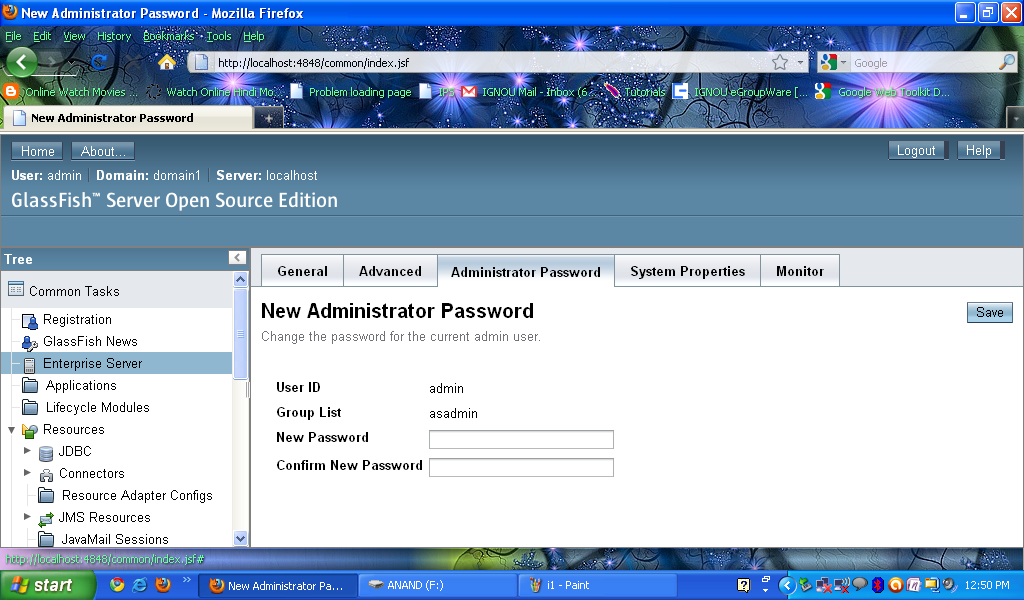 New Administrator Password - Mozilla Firefox
File Edit View History Bookmarks Tools Help
http://localhost:4848/common/index.jsf
Google
Online Watch Movies ... Watch Online Hindi Mo... Problem loading page IPS IGNOU Mail - Inbox (6... Tutorials IGNOU eGroupWare [... Google Web Toolkit D...
New Administrator Password
Home About... Logout Help
User: admin Domain: domain1 Server: localhost
GlassFish™ Server Open Source Edition
Tree
General Advanced Administrator Password System Properties Monitor
Common Tasks
Registration
GlassFish News
Enterprise Server
Applications
Lifecycle Modules
Resources
JDBC
Connectors
Resource Adapter Configs
JMS Resources
JavaMail Sessions
New Administrator Password
Save
Change the password for the current admin user.
User ID admin
Group List asadmin
New Password
Confirm New Password
http://localhost:4848/common/index.jsf#
start New Administrator Pa... ANAND (F:) i1 - Paint 12:50 PM